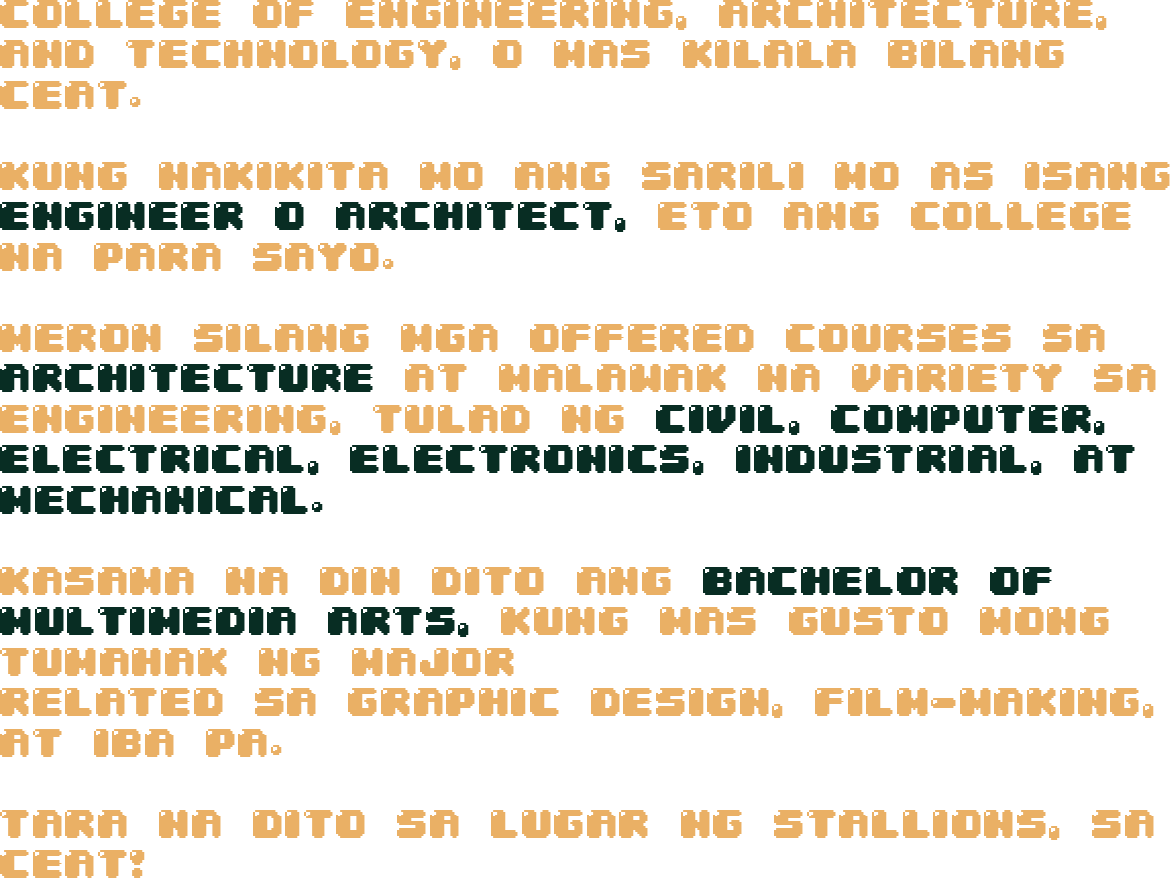 COLLEGE OF ENGINEERING, ARCHITECTURE,
AND TECHNOLOGY, O MAS KILALA BILANG
CEAT.
KUNG NAKIKITA MO ANG SARILI MO AS ISANG
ENGINEER O ARCHITECT, ETO ANG COLLEGE
NA PARA SAYO.
MERON SILANG MGA OFFERED COURSES SA
ARCHITECTURE AT MALAWAK NA VARIETY SA
ENGINEERING, TULAD NG CIVIL, COMPUTER,
ELECTRICAL, ELECTRONICS, INDUSTRIAL, AT
MECHANICAL.
KASAMA NA DIN DITO ANG BACHELOR OF
MULTIMEDIA ARTS, KUNG MAS GUSTO MONG
TUMAHAK NG MAJOR
RELATED SA GRAPHIC DESIGN, FILM-MAKING,
AT IBA PA.
TARA NA DITO SA LUGAR NG STALLIONS, SA
CEAT!